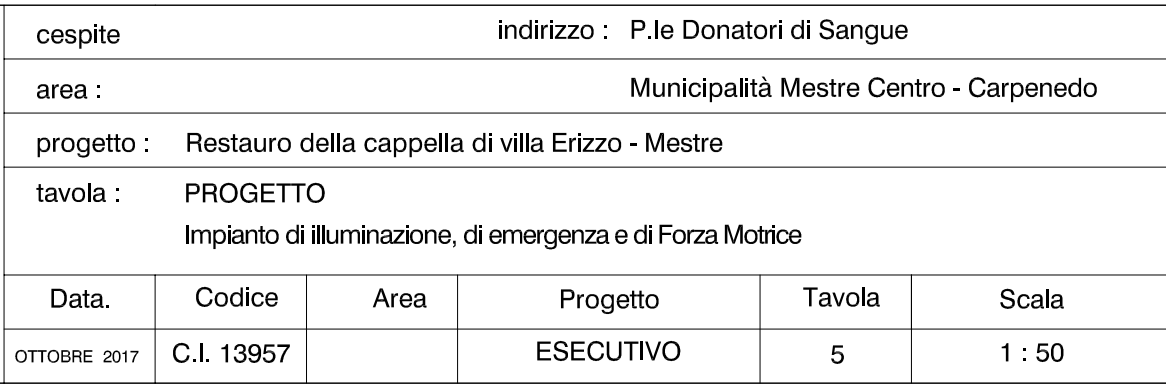 cespite indirizzo : P.le Donatori di Sangue
area : Municipalità Mestre Centro - Carpenedo
progetto : Restauro della cappella di villa Erizzo - Mestre
tavola : PROGETTO
Impianto di illuminazione, di emergenza e di Forza Motrice
Data. Codice Area Progetto Tavola Scala
OTTOBRE 2017 C.I. 13957 ESECUTIVO 5 1 : 50